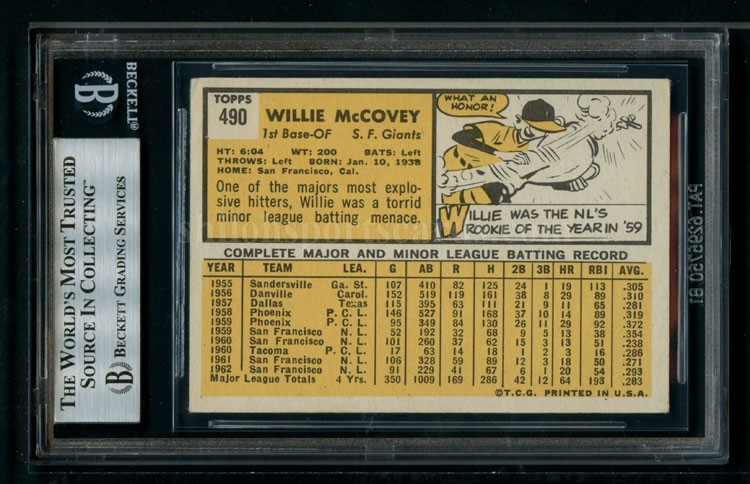 BECKETT
B
®
THE WORLD'S MOST TRUSTED
SOURCE IN COLLECTING™
BECKETT GRADING SERVICES
B
TOPPS
490
WILLIE McCOVEY
1st Base-OF S. F. Giants
HT: 6:04 WT: 200 BATS: Left
THROWS: Left BORN: Jan. 10, 1938
HOME: San Francisco, Cal.
One of the majors most explo-
sive hitters, Willie was a torrid
minor league batting menace.
WHAT AN
HONOR!
WILLIE WAS THE NL'S
ROOKIE OF THE YEAR IN '59
COMPLETE MAJOR AND MINOR LEAGUE BATTING RECORD
YEAR TEAM LEA. G AB R H 2B 3B HR RBI AVG.
1955 Sandersville Ga. St. 107 410 82 125 24 1 19 113 .305
1956 Danville Carol. 152 519 119 161 38 8 29 89 .310
1957 Dallas Texas 115 395 63 111 21 9 11 65 .281
1958 Phoenix P. C. L. 146 527 91 168 37 10 14 89 .319
1959 Phoenix P. C. L. 95 349 84 130 26 11 29 92 .372
1959 San Francisco N. L. 52 192 32 68 9 5 13 38 .354
1960 San Francisco N. L. 101 260 37 62 15 3 13 51 .238
1960 Tacoma P. C. L. 17 63 14 18 1 2 3 16 .286
1961 San Francisco N. L. 106 328 59 89 12 3 18 50 .271
1962 San Francisco N. L. 91 229 41 67 6 1 20 54 .293
Major League Totals 4 Yrs. 350 1009 169 286 42 12 64 193 .283
©T.C.G. PRINTED IN U.S.A.